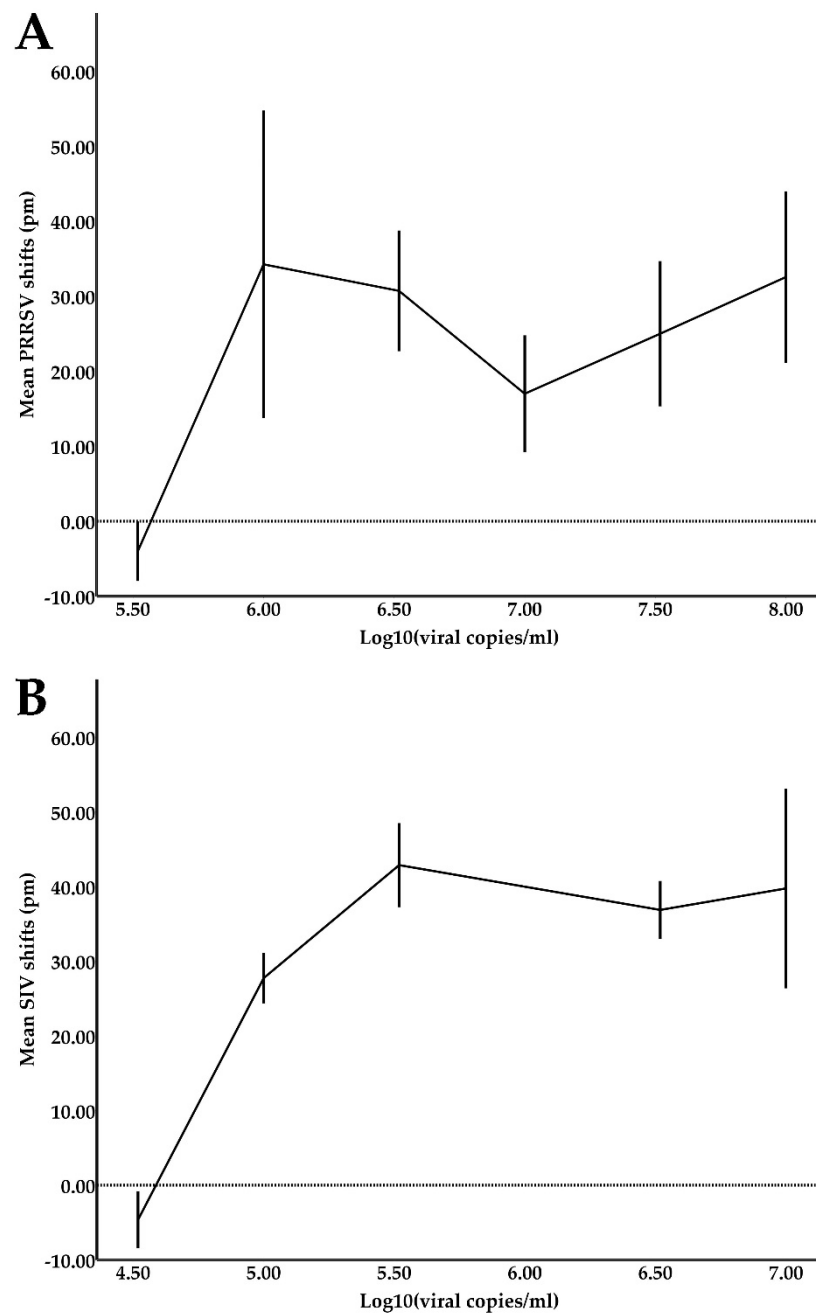 A
60.00
50.00
40.00
30.00
20.00
10.00
0.00
-10.00
Mean PRRSV shifts (pm)
5.50 6.00 6.50 7.00 7.50 8.00
Log10(viral copies/ml)
B
60.00
50.00
40.00
30.00
20.00
10.00
0.00
-10.00
Mean SIV shifts (pm)
4.50 5.00 5.50 6.00 6.50 7.00
Log10(viral copies/ml)